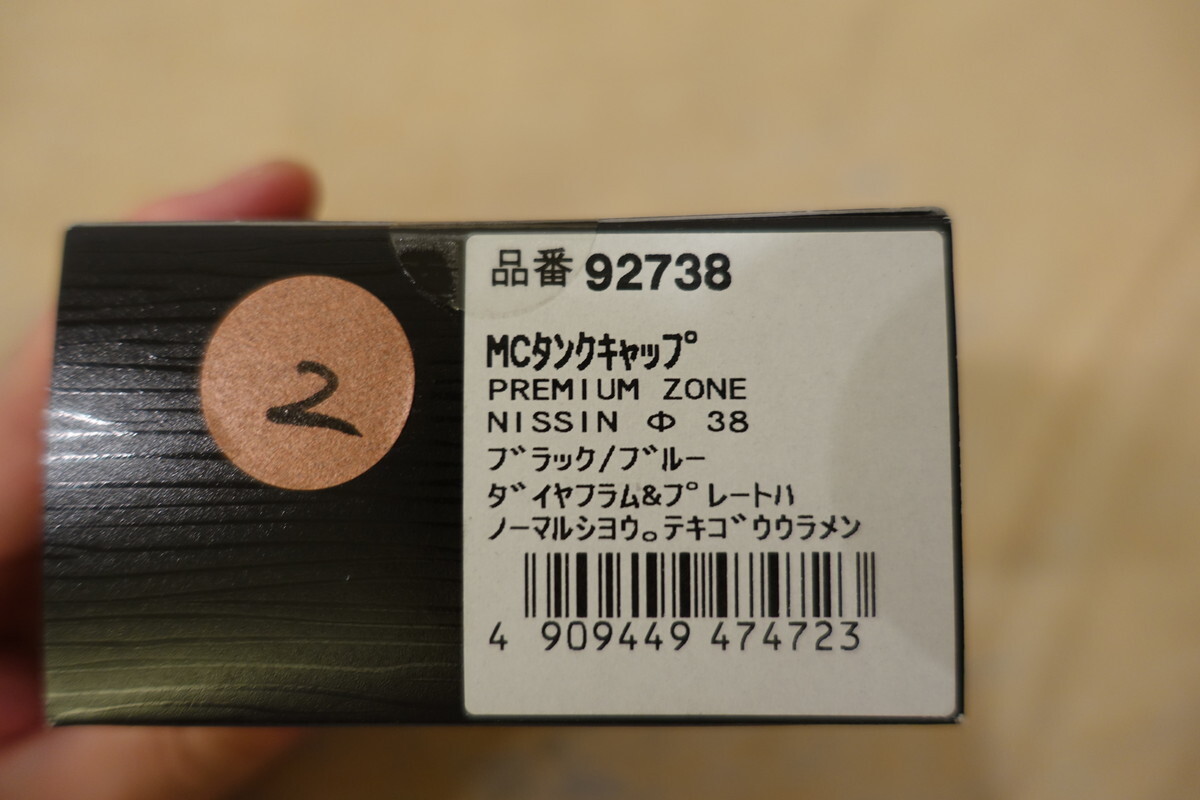 2
品番 92738
MCﾀﾝｸｷｬｯﾌﾟ
PREMIUM ZONE
NISSIN Φ 38
ﾌﾞﾗｯｸ/ﾌﾞﾙｰ
ﾀﾞｲﾔﾌﾗﾑ&ﾌﾟﾚｰﾄﾊ
ﾉｰﾏﾙｼﾖｳ｡ﾃｷｺﾞｳｳﾗﾒﾝ
4 909449 474723